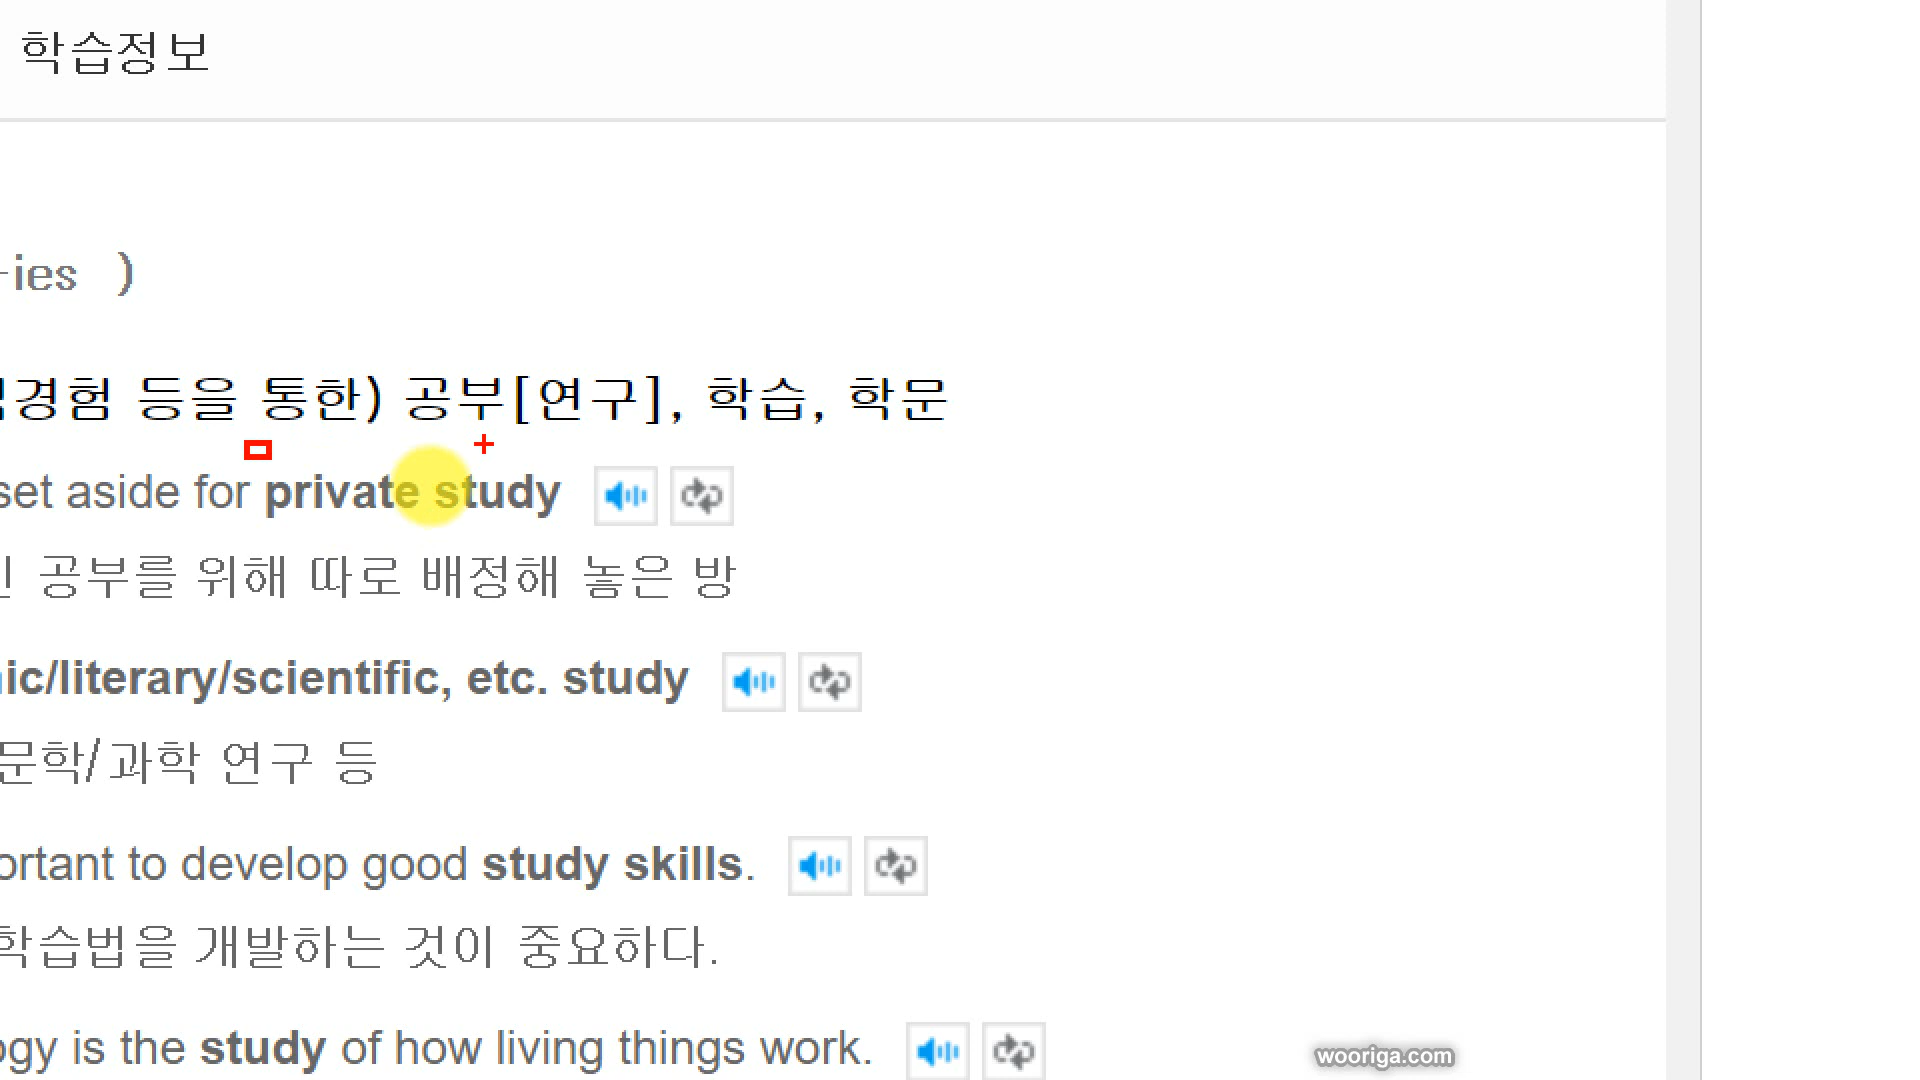 학습정보
-ies )
경험 등을 통한) 공부[연구], 학습, 학문
set aside for private study
공부를 위해 따로 배정해 놓은 방
ic/literary/scientific, etc. study
문학/과학 연구 등
ortant to develop good study skills.
학습법을 개발하는 것이 중요하다.
ogy is the study of how living things work.
wooriga.com